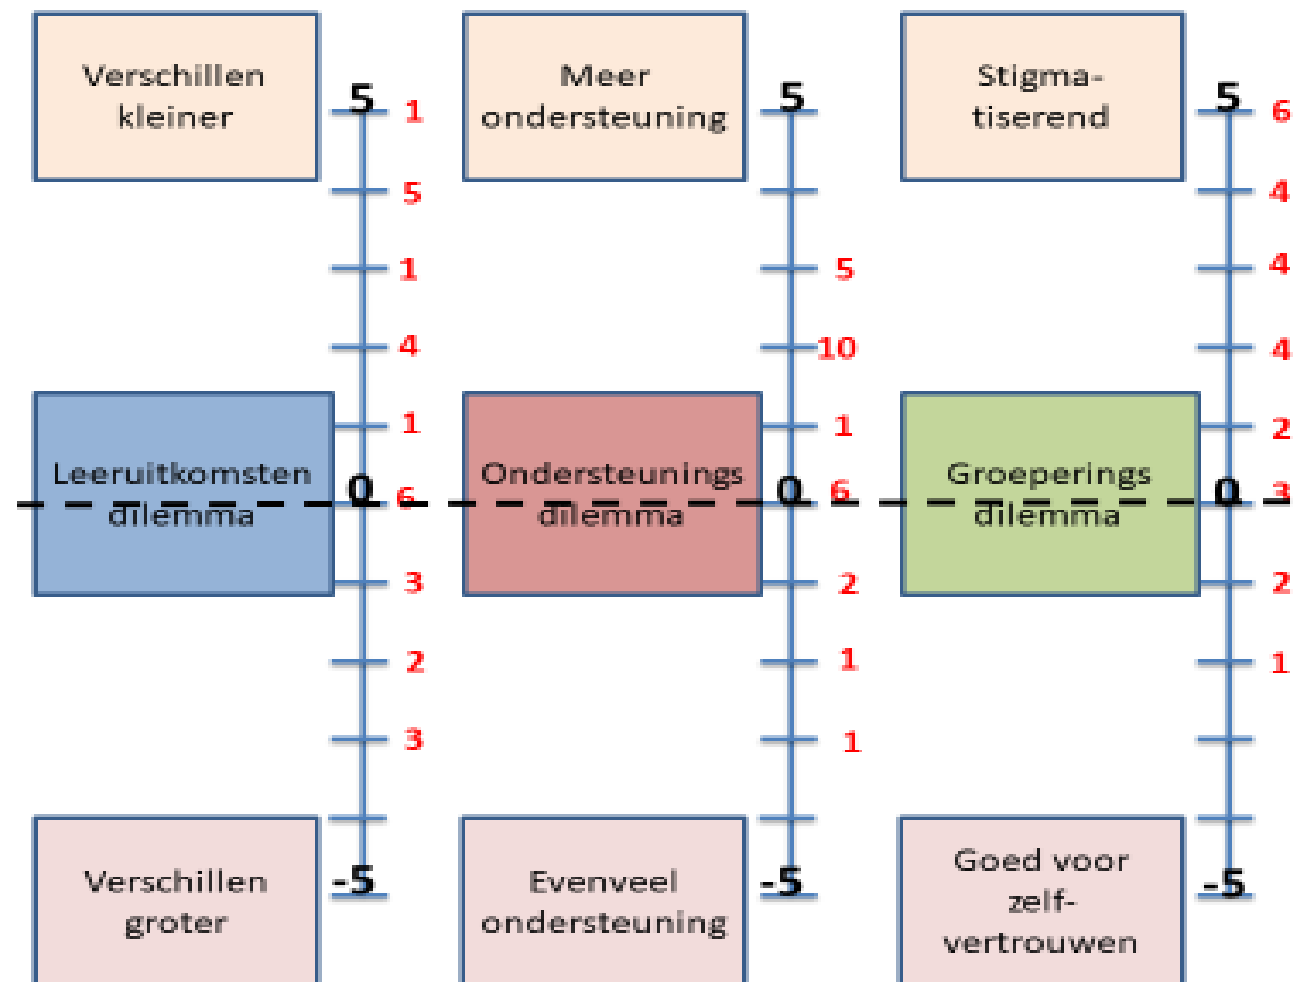 Verschillen
kleiner
5
1
5
1
4
1
Leeruitkomsten
dilemma
0
6
3
2
3
Verschillen
groter
-5
Meer
ondersteuning
5
5
10
1
Ondersteunings
dilemma
0
6
2
1
1
Evenveel
ondersteuning
-5
Stigma-
tiserend
5
6
4
4
4
2
Groeperings
dilemma
0
3
2
1
Goed voor
zelf-
vertrouwen
-5